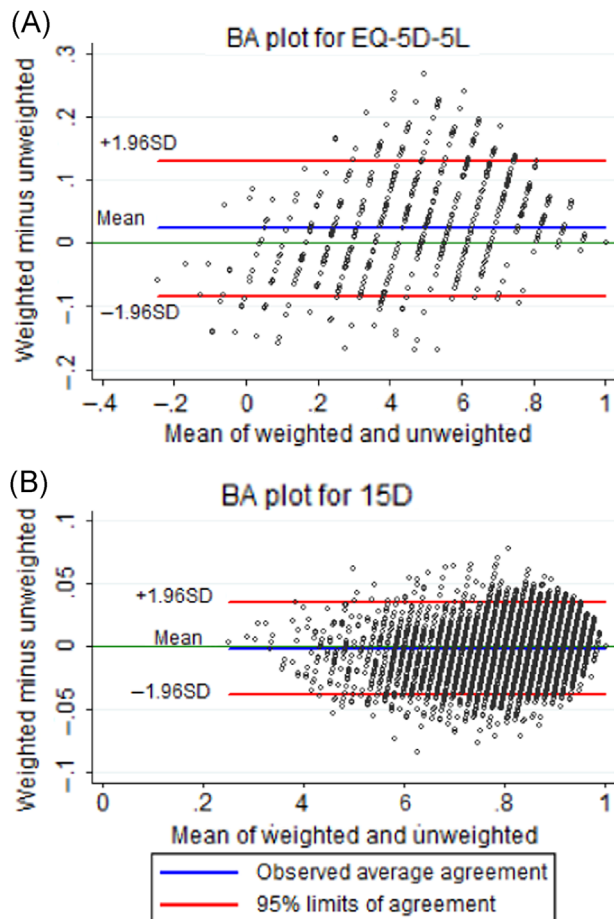 (A)
BA plot for EQ-5D-5L
Weighted minus unweighted
.3
.2
.1
0
–.1
–.2
+1.96SD
Mean
–1.96SD
–.4 –.2 0 .2 .4 .6 .8 1
Mean of weighted and unweighted
(B)
BA plot for 15D
Weighted minus unweighted
.1
.05
0
–.05
–.1
+1.96SD
Mean
–1.96SD
0 .2 .4 .6 .8 1
Mean of weighted and unweighted
Observed average agreement
95% limits of agreement